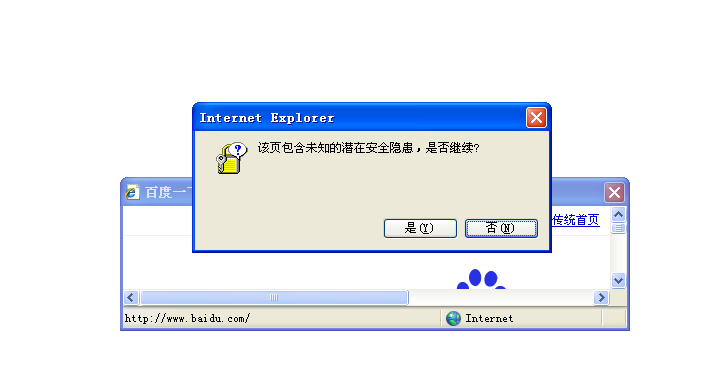 Internet Explorer
该页包含未知的潜在安全隐患，是否继续?
百度一
是(Y)
否(N)
传统首页
http://www.baidu.com/
Internet